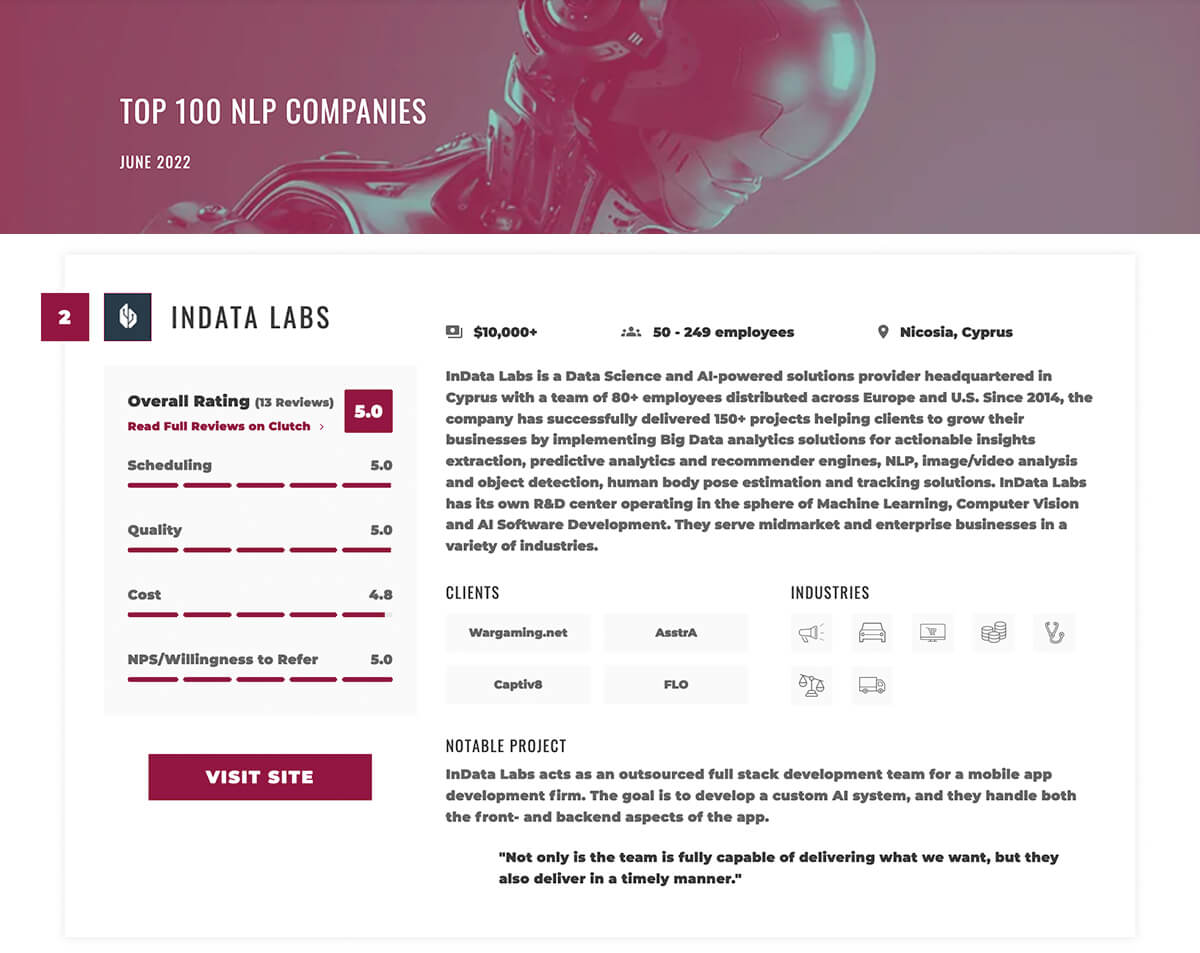 TOP 100 NLP COMPANIES
JUNE 2022
2
INDATA LABS
$10,000+
50 - 249 employees
Nicosia, Cyprus
Overall Rating (13 Reviews)
5.0
Read Full Reviews on Clutch
Scheduling 5.0
Quality 5.0
Cost 4.8
NPS/Willingness to Refer 5.0
VISIT SITE
InData Labs is a Data Science and AI-powered solutions provider headquartered in
Cyprus with a team of 80+ employees distributed across Europe and U.S. Since 2014, the
company has successfully delivered 150+ projects helping clients to grow their
businesses by implementing Big Data analytics solutions for actionable insights
extraction, predictive analytics and recommender engines, NLP, image/video analysis
and object detection, human body pose estimation and tracking solutions. InData Labs
has its own R&D center operating in the sphere of Machine Learning, Computer Vision
and AI Software Development. They serve midmarket and enterprise businesses in a
variety of industries.
CLIENTS
Wargaming.net
AsstrA
Captiv8
FLO
INDUSTRIES
NOTABLE PROJECT
InData Labs acts as an outsourced full stack development team for a mobile app
development firm. The goal is to develop a custom AI system, and they handle both
the front- and backend aspects of the app.
"Not only is the team is fully capable of delivering what we want, but they
also deliver in a timely manner."